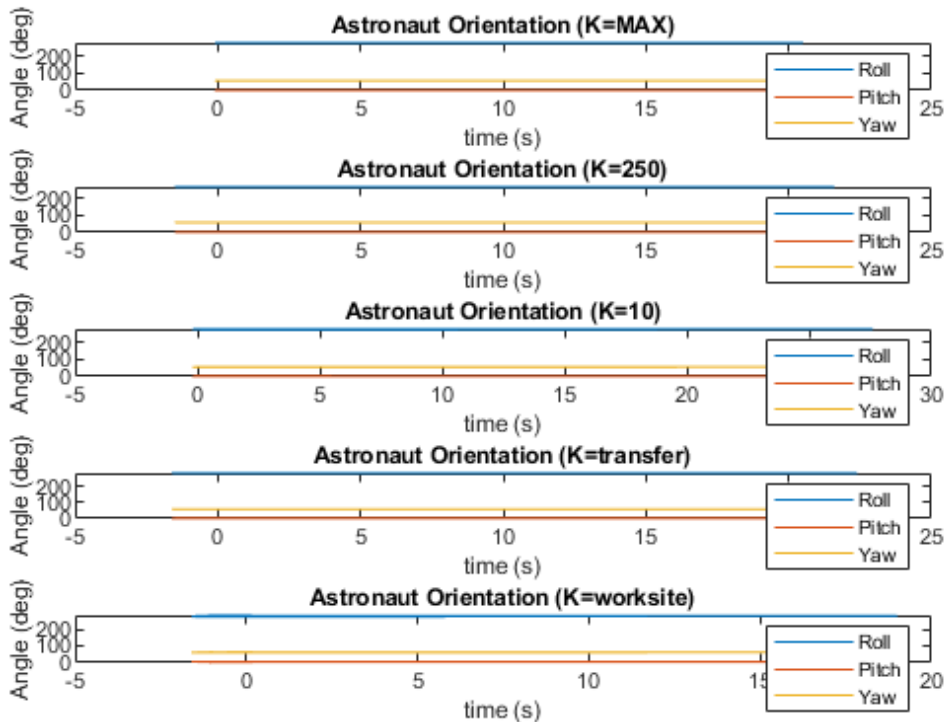 Astronaut Orientation (K=MAX)
Angle (deg)
200
100
0
-5 0 5 10 15 25
time (s)
Roll
Pitch
Yaw
Astronaut Orientation (K=250)
Angle (deg)
200
100
0
-5 0 5 10 15 25
time (s)
Roll
Pitch
Yaw
Astronaut Orientation (K=10)
Angle (deg)
200
100
0
-5 0 5 10 15 20 30
time (s)
Roll
Pitch
Yaw
Astronaut Orientation (K=transfer)
Angle (deg)
200
100
0
-5 0 5 10 15 25
time (s)
Roll
Pitch
Yaw
Astronaut Orientation (K=worksite)
Angle (deg)
200
100
0
-5 0 5 10 15 20
time (s)
Roll
Pitch
Yaw